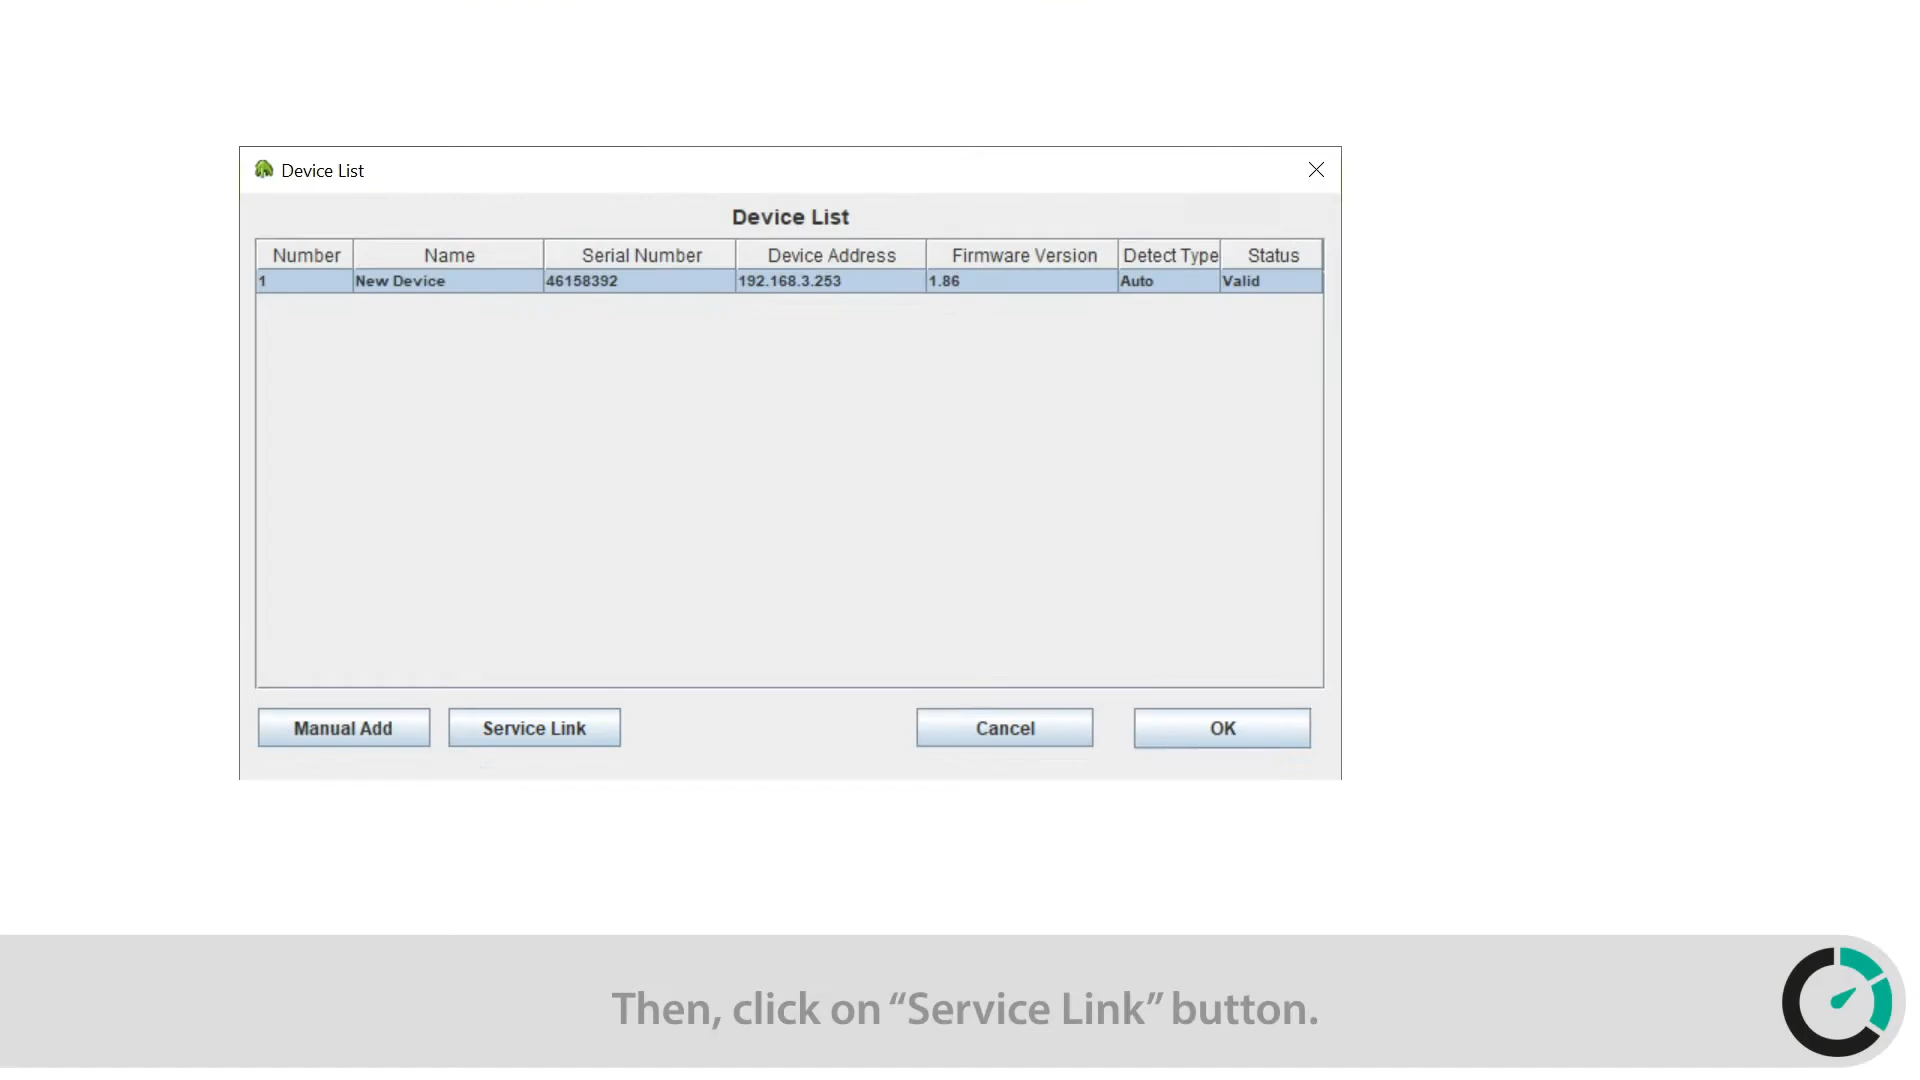 Device List
Device List
Number Name Serial Number Device Address Firmware Version Detect Type Status
1 New Device 46158392 192.168.3.253 1.86 Auto Valid
Manual Add Service Link Cancel OK
Then, click on “Service Link” button.